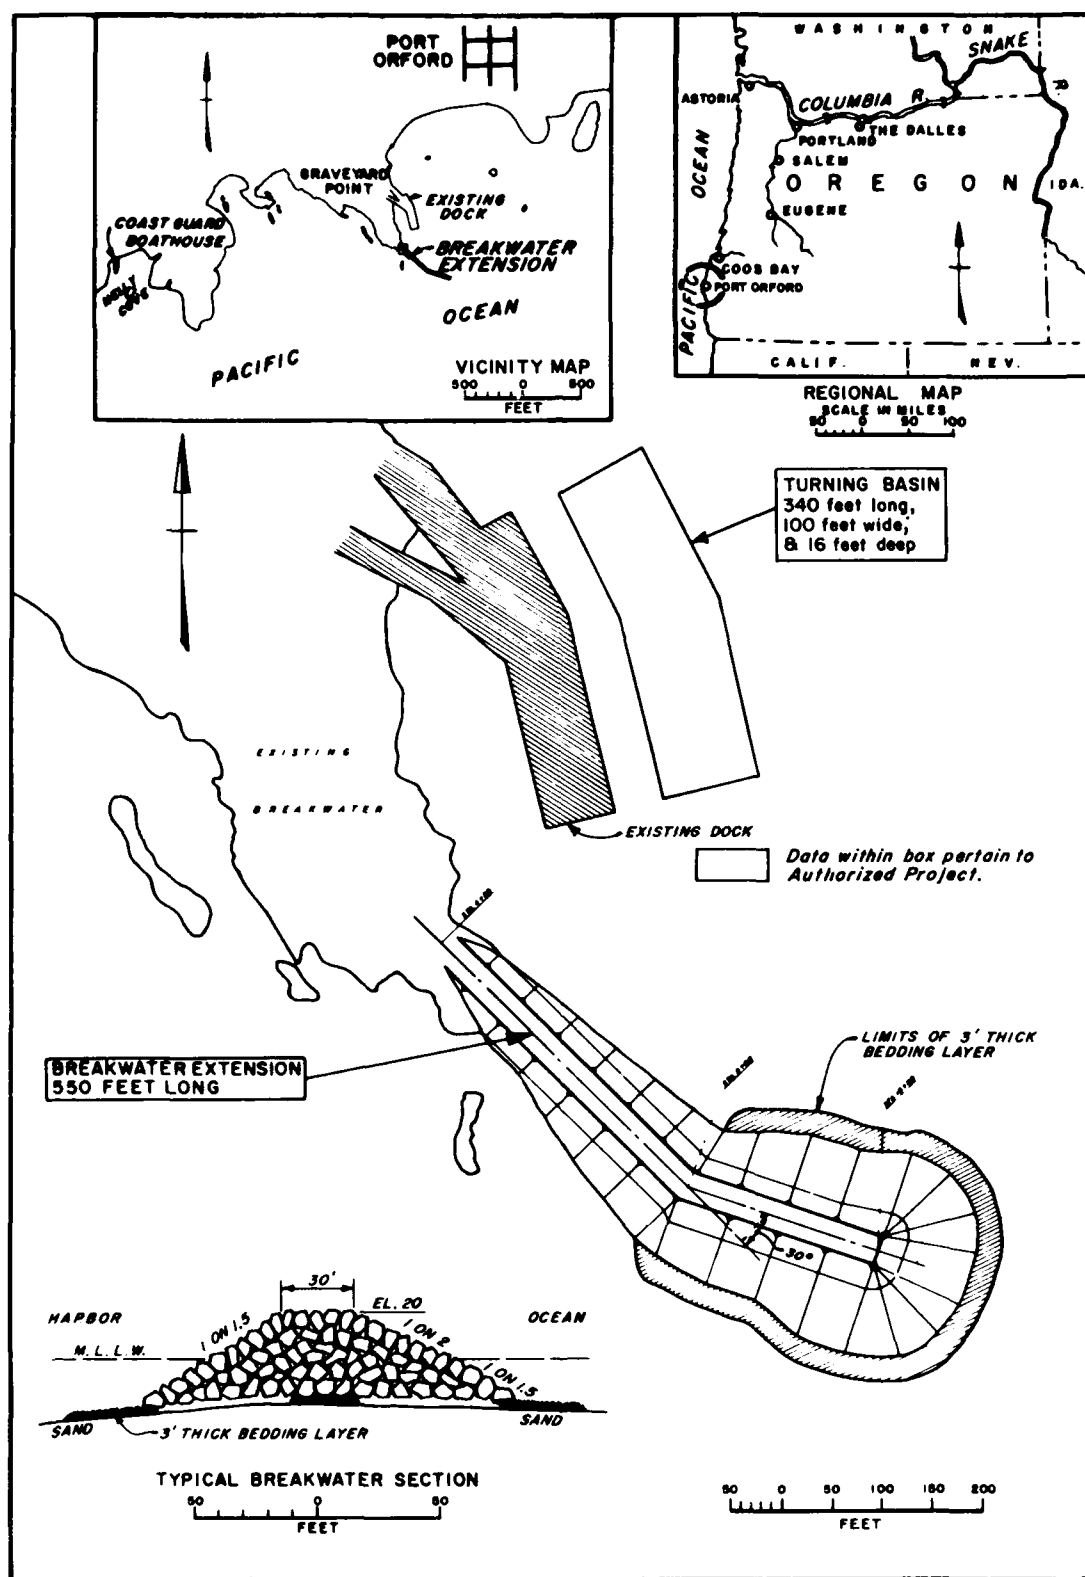 PORT
ORFORD
GRAVEYARD
POINT
EXISTING
DOCK
COAST GUARD
BOATHOUSE
NELLY
COVE
BREAKWATER
EXTENSION
PACIFIC
OCEAN
VICINITY MAP
500 0 500
FEET
WASHINGTON
SNAKE
R.
ASTORIA
COLUMBIA R.
THE DALLES
PORTLAND
SALEM
OREGON
IDA.
EUGENE
COOS BAY
PORT ORFORD
PACIFIC OCEAN
CALIF.
NEV.
REGIONAL MAP
SCALE IN MILES
50 0 50 100
TURNING BASIN
340 feet long,
100 feet wide,
& 16 feet deep
EXISTING
BREAKWATER
EXISTING DOCK
Data within box pertain to
Authorized Project.
LIMITS OF 3' THICK
BEDDING LAYER
BREAKWATER EXTENSION
550 FEET LONG
30°
30'
EL. 20
HARBOR
OCEAN
1 ON 1.5
1 ON 2
M. L. L. W.
1 ON 1.5
SAND
SAND
3' THICK BEDDING LAYER
TYPICAL BREAKWATER SECTION
50 0 50
FEET
50 0 50 100 150 200
FEET